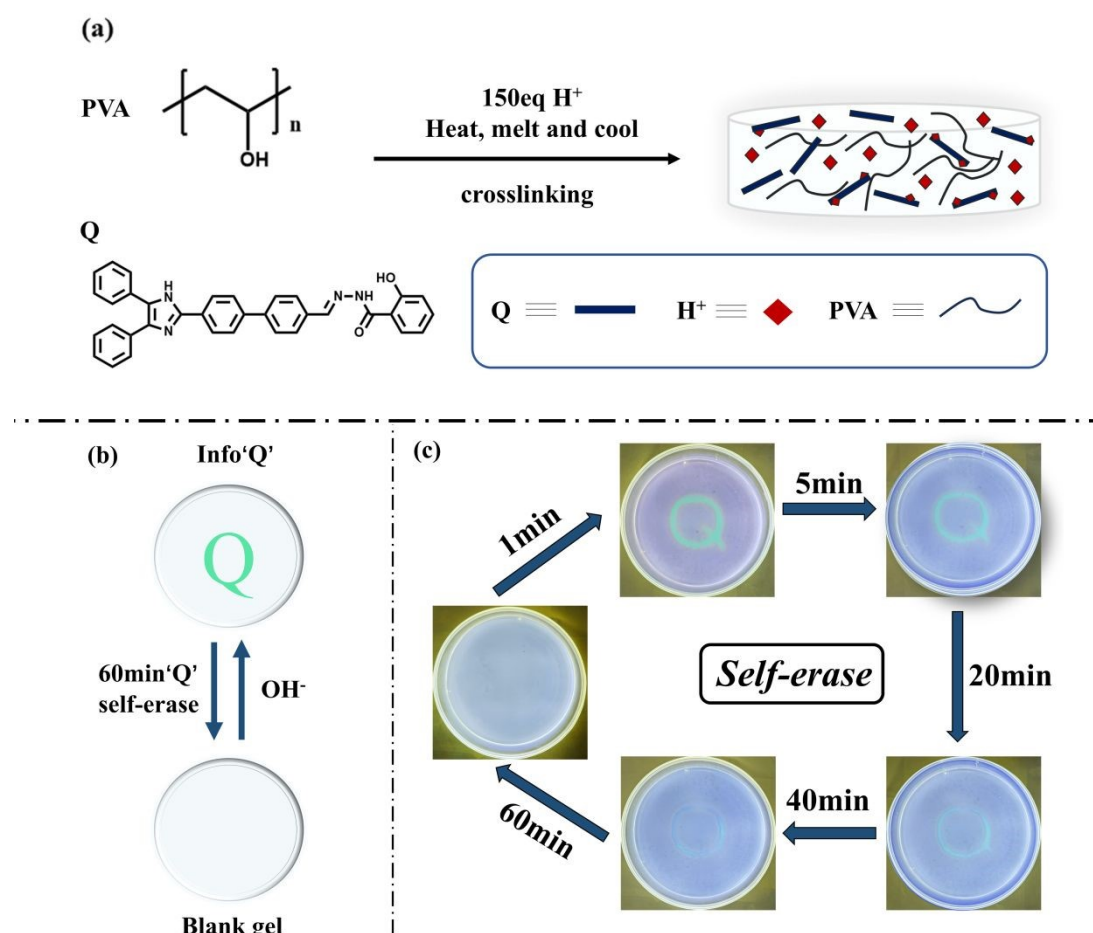 (a)
PVA
n
OH
150eq H⁺
Heat, melt and cool
crosslinking
Q
NH
N
N
NH
HO
O
Q
H⁺
PVA
(b)
Info‘Q’
Q
60min‘Q’
self-erase
OH⁻
Blank gel
(c)
1min
Q
5min
Q
Self-erase
20min
Q
40min
60min